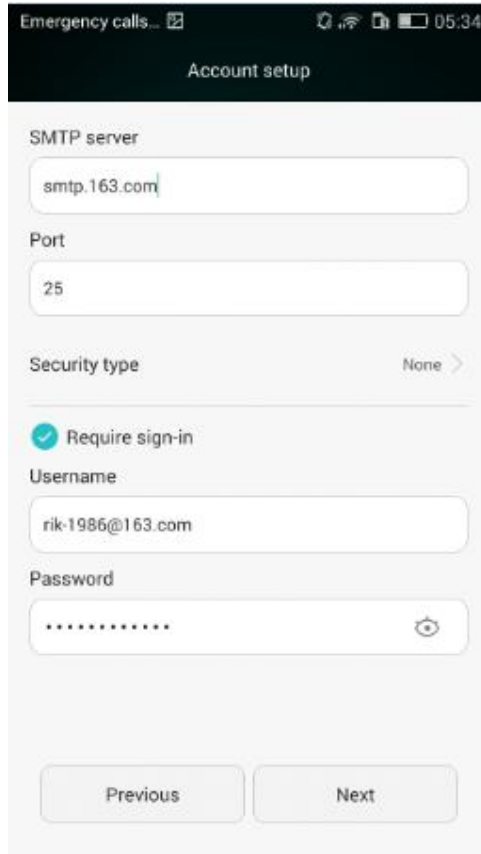 Emergency calls... 05:34
Account setup
SMTP server
smtp.163.com
Port
25
Security type None
Require sign-in
Username
rik-1986@163.com
Password
••••••••••••
Previous Next